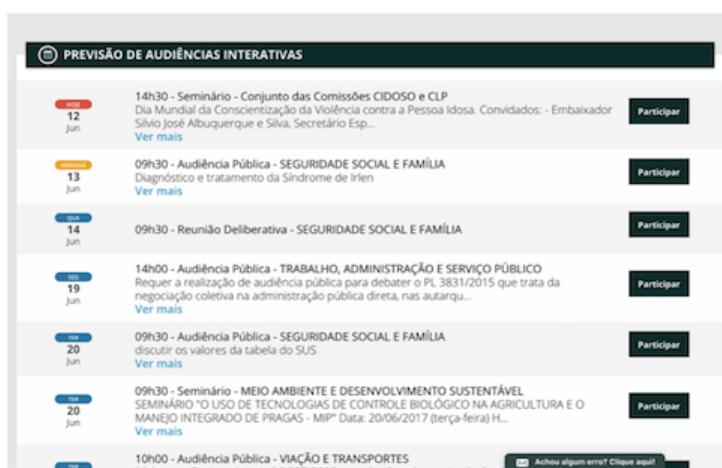 PREVISÃO DE AUDIÊNCIAS INTERATIVAS
HOJE
12
Jun
14h30 - Seminário - Conjunto das Comissões CIDOSO e CLP
Dia Mundial da Conscientização da Violência contra a Pessoa Idosa. Convidados: - Embaixador
Silvio José Albuquerque e Silva, Secretário Esp...
Ver mais
Participar
AMANHÃ
13
Jun
09h30 - Audiência Pública - SEGURIDADE SOCIAL E FAMÍLIA
Diagnóstico e tratamento da Síndrome de Irlen
Ver mais
Participar
QUA
14
Jun
09h30 - Reunião Deliberativa - SEGURIDADE SOCIAL E FAMÍLIA
Participar
SEG
19
Jun
14h00 - Audiência Pública - TRABALHO, ADMINISTRAÇÃO E SERVIÇO PÚBLICO
Requer a realização de audiência pública para debater o PL 3831/2015 que trata da
negociação coletiva na administração pública direta, nas autarqu...
Ver mais
Participar
TER
20
Jun
09h30 - Audiência Pública - SEGURIDADE SOCIAL E FAMÍLIA
discutir os valores da tabela do SUS
Ver mais
Participar
TER
20
Jun
09h30 - Seminário - MEIO AMBIENTE E DESENVOLVIMENTO SUSTENTÁVEL
SEMINÁRIO "O USO DE TECNOLOGIAS DE CONTROLE BIOLÓGICO NA AGRICULTURA E O
MANEJO INTEGRADO DE PRAGAS - MIP" Data: 20/06/2017 (terça-feira) H...
Ver mais
Participar
TER
10h00 - Audiência Pública - VIAÇÃO E TRANSPORTES
Achou algum erro? Clique aqui!